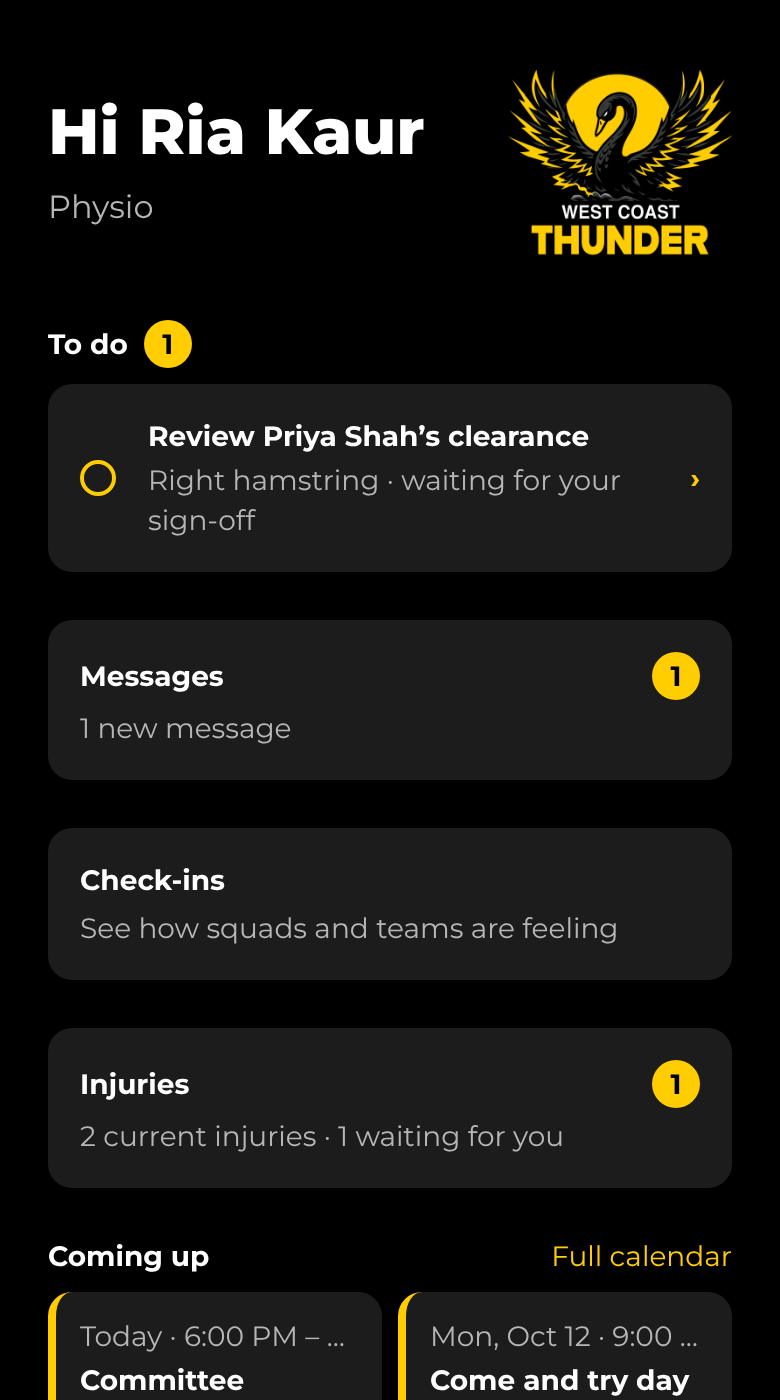 Hi Ria Kaur
Physio
WEST COAST
THUNDER
To do 1
Review Priya Shah’s clearance
Right hamstring · waiting for your
sign-off
›
Messages 1
1 new message
Check-ins
See how squads and teams are feeling
Injuries 1
2 current injuries · 1 waiting for you
Coming up Full calendar
Today · 6:00 PM – ...
Committee
Mon, Oct 12 · 9:00 ...
Come and try day